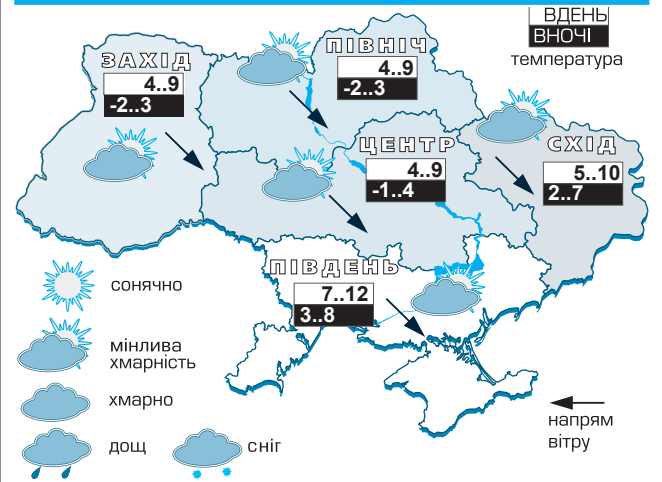 ВДЕНЬ
ВНОЧІ
температура
ЗАХІД
4..9
-2..3
ПІВНІЧ
4..9
-2..3
ЦЕНТР
4..9
-1..4
СХІД
5..10
2..7
ПІВДЕНЬ
7..12
3..8
сонячно
мінлива
хмарність
хмарно
дощ
сніг
напрям
вітру